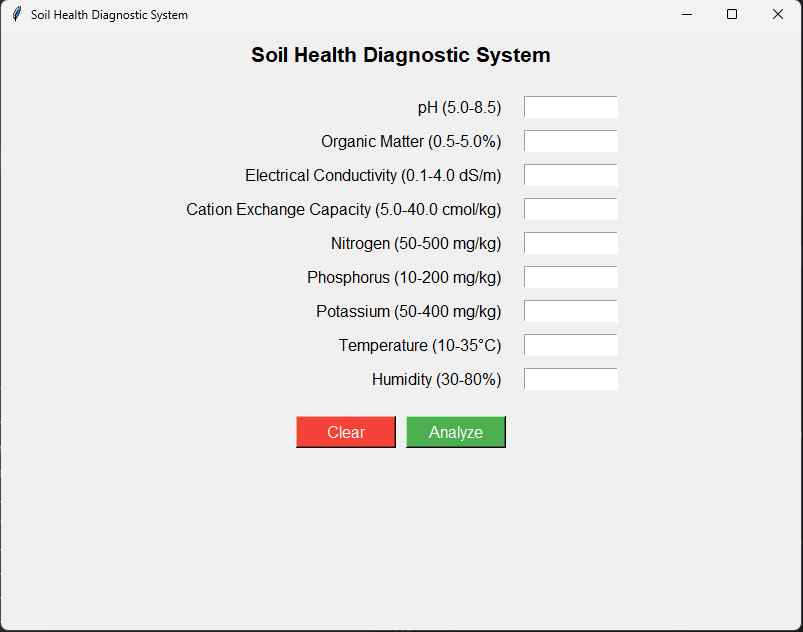 Soil Health Diagnostic System
Soil Health Diagnostic System
pH (5.0-8.5)
Organic Matter (0.5-5.0%)
Electrical Conductivity (0.1-4.0 dS/m)
Cation Exchange Capacity (5.0-40.0 cmol/kg)
Nitrogen (50-500 mg/kg)
Phosphorus (10-200 mg/kg)
Potassium (50-400 mg/kg)
Temperature (10-35°C)
Humidity (30-80%)
Clear Analyze